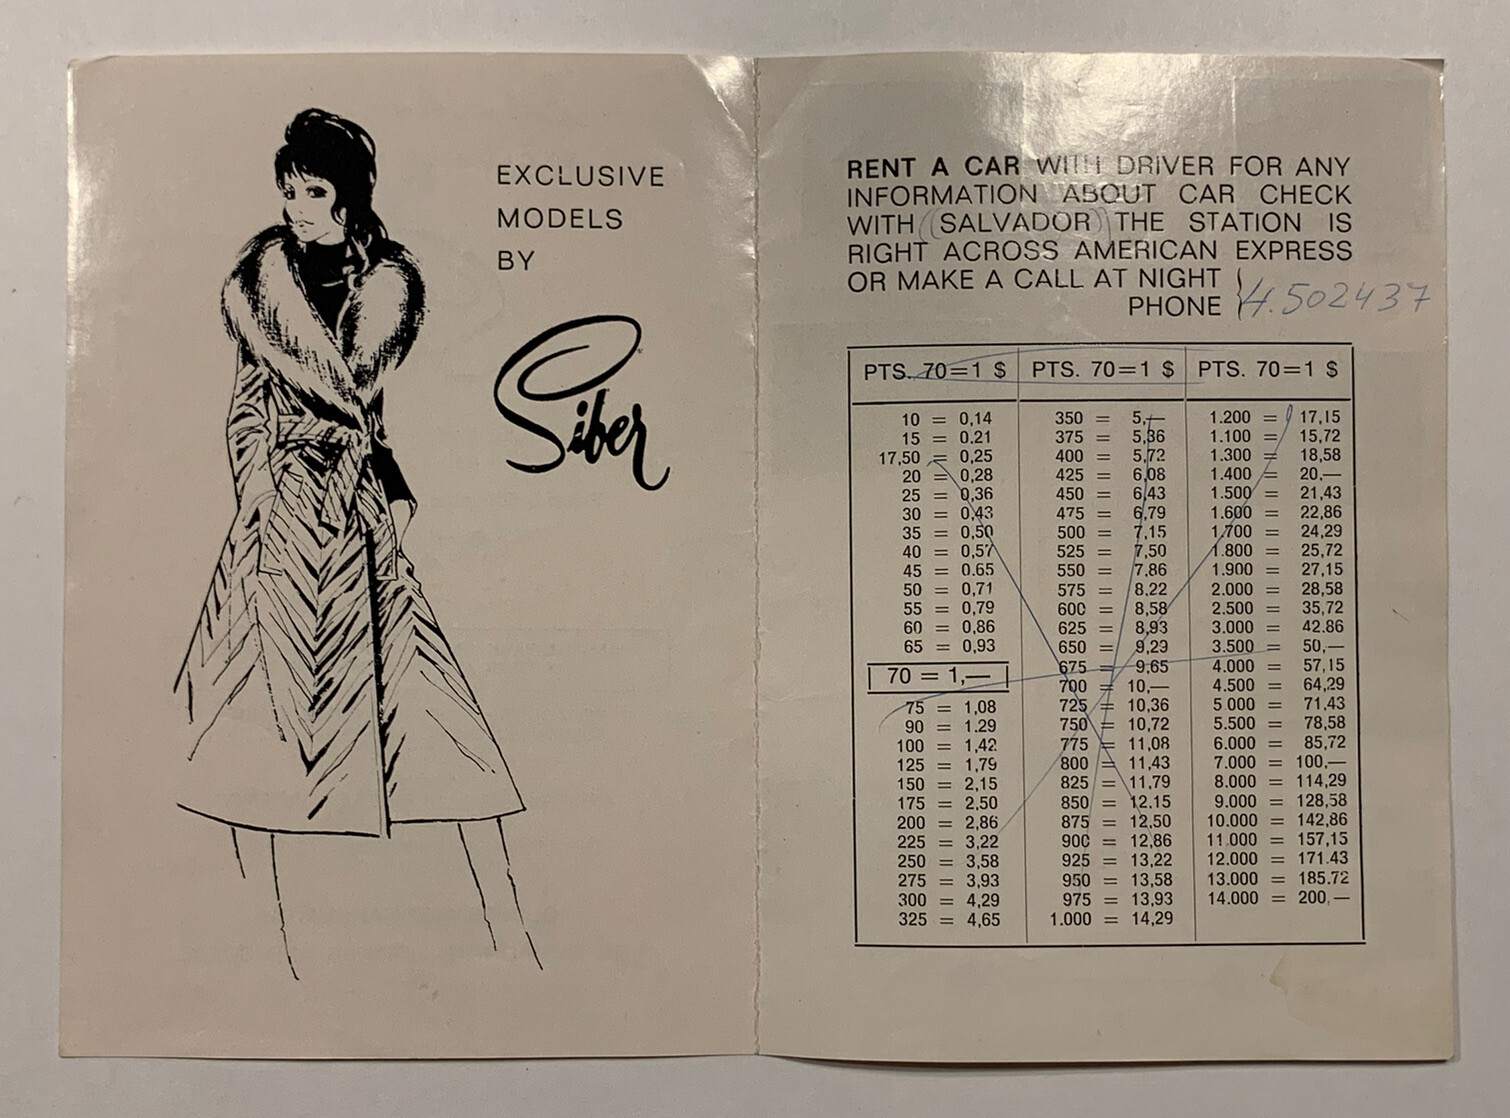 EXCLUSIVE
MODELS
BY
Siber
RENT A CAR WITH DRIVER FOR ANY
INFORMATION ABOUT CAR CHECK
WITH (SALVADOR) THE STATION IS
RIGHT ACROSS AMERICAN EXPRESS
OR MAKE A CALL AT NIGHT
PHONE H.502437
PTS. 70=1 $
10 = 0,14
15 = 0.21
17,50 = 0,25
20 = 0,28
25 = 0,36
30 = 0,43
35 = 0,50
40 = 0,57
45 = 0.65
50 = 0,71
55 = 0,79
60 = 0,86
65 = 0,93
70 = 1,—
75 = 1,08
90 = 1.29
100 = 1,42
125 = 1,79
150 = 2,15
175 = 2,50
200 = 2,86
225 = 3,22
250 = 3,58
275 = 3,93
300 = 4,29
325 = 4,65
PTS. 70=1 $
350 = 5,—
375 = 5,36
400 = 5,72
425 = 6,08
450 = 6,43
475 = 6,79
500 = 7,15
525 = 7,50
550 = 7,86
575 = 8,22
600 = 8,58
625 = 8,93
650 = 9,29
675 = 9,65
700 = 10,—
725 = 10,36
750 = 10,72
775 = 11,08
800 = 11,43
825 = 11,79
850 = 12.15
875 = 12,50
900 = 12,86
925 = 13,22
950 = 13,58
975 = 13,93
1.000 = 14,29
PTS. 70=1 $
1.200 = 17,15
1.100 = 15,72
1.300 = 18,58
1.400 = 20,—
1.500 = 21,43
1.600 = 22,86
1.700 = 24,29
1.800 = 25,72
1.900 = 27,15
2.000 = 28,58
2.500 = 35,72
3.000 = 42.86
3.500 = 50,—
4.000 = 57,15
4.500 = 64,29
5 000 = 71,43
5.500 = 78,58
6.000 = 85,72
7.000 = 100,—
8.000 = 114,29
9.000 = 128,58
10.000 = 142,86
11.000 = 157,15
12.000 = 171.43
13.000 = 185.72
14.000 = 200,—